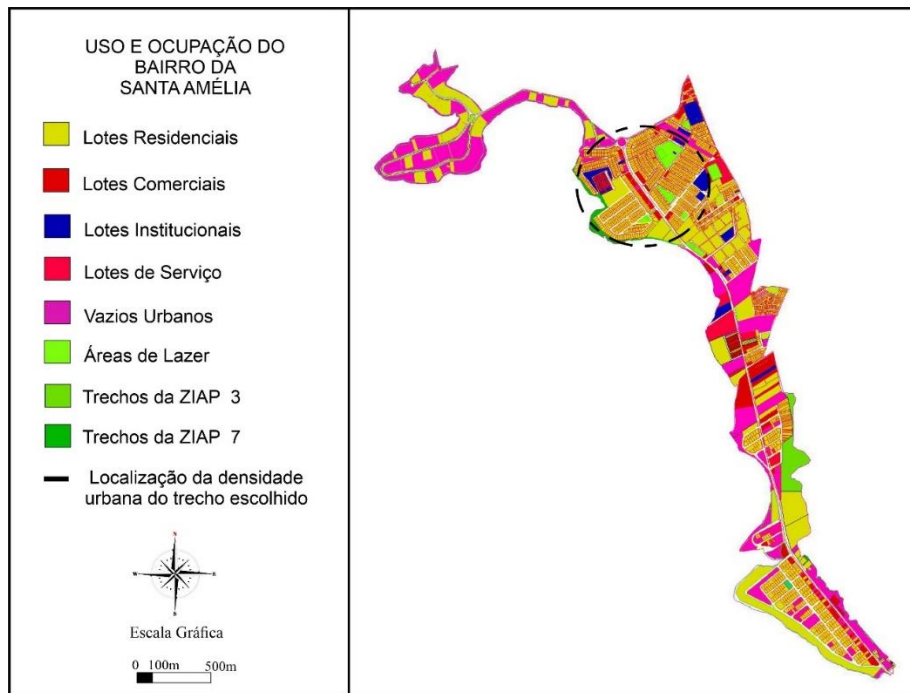 USO E OCUPAÇÃO DO
BAIRRO DA
SANTA AMÉLIA
Lotes Residenciais
Lotes Comerciais
Lotes Institucionais
Lotes de Serviço
Vazios Urbanos
Áreas de Lazer
Trechos da ZIAP 3
Trechos da ZIAP 7
Localização da densidade
urbana do trecho escolhido
N
W E
S
Escala Gráfica
0 100m 500m